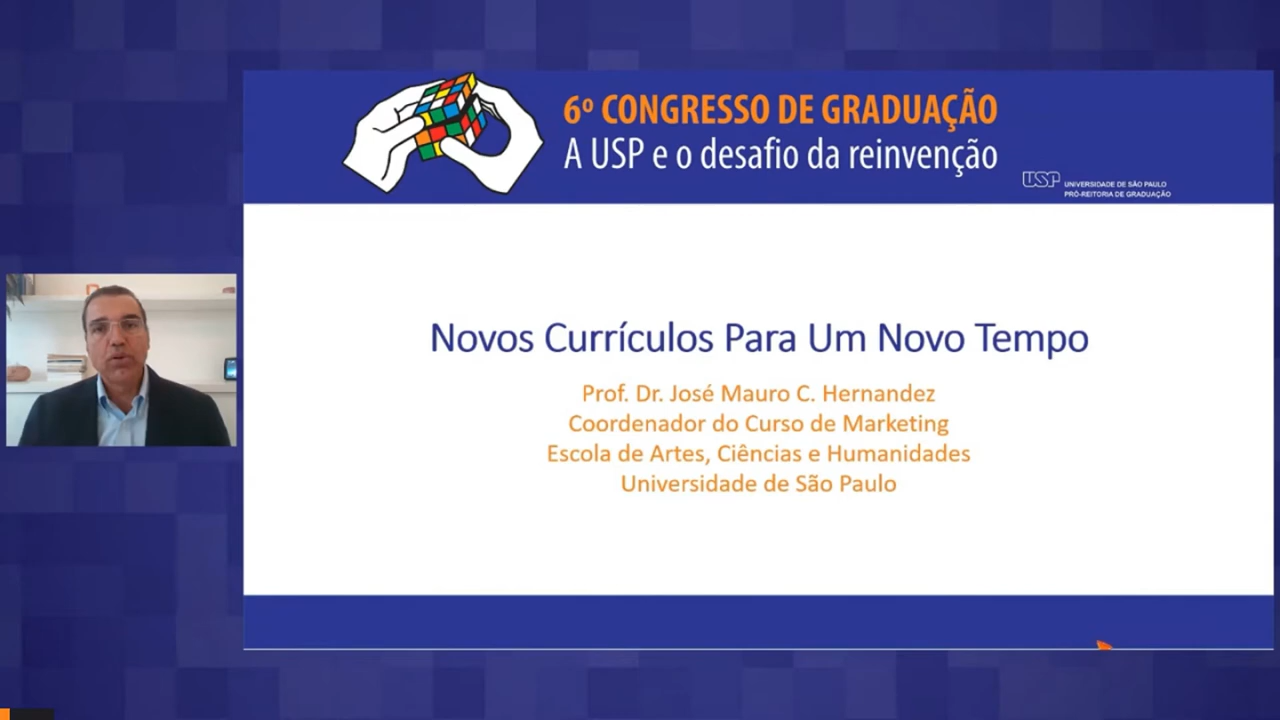 6º CONGRESSO DE GRADUAÇÃO
A USP e o desafio da reinvenção
USP
UNIVERSIDADE DE SÃO PAULO
PRÓ-REITORIA DE GRADUAÇÃO
Novos Currículos Para Um Novo Tempo
Prof. Dr. José Mauro C. Hernandez
Coordenador do Curso de Marketing
Escola de Artes, Ciências e Humanidades
Universidade de São Paulo